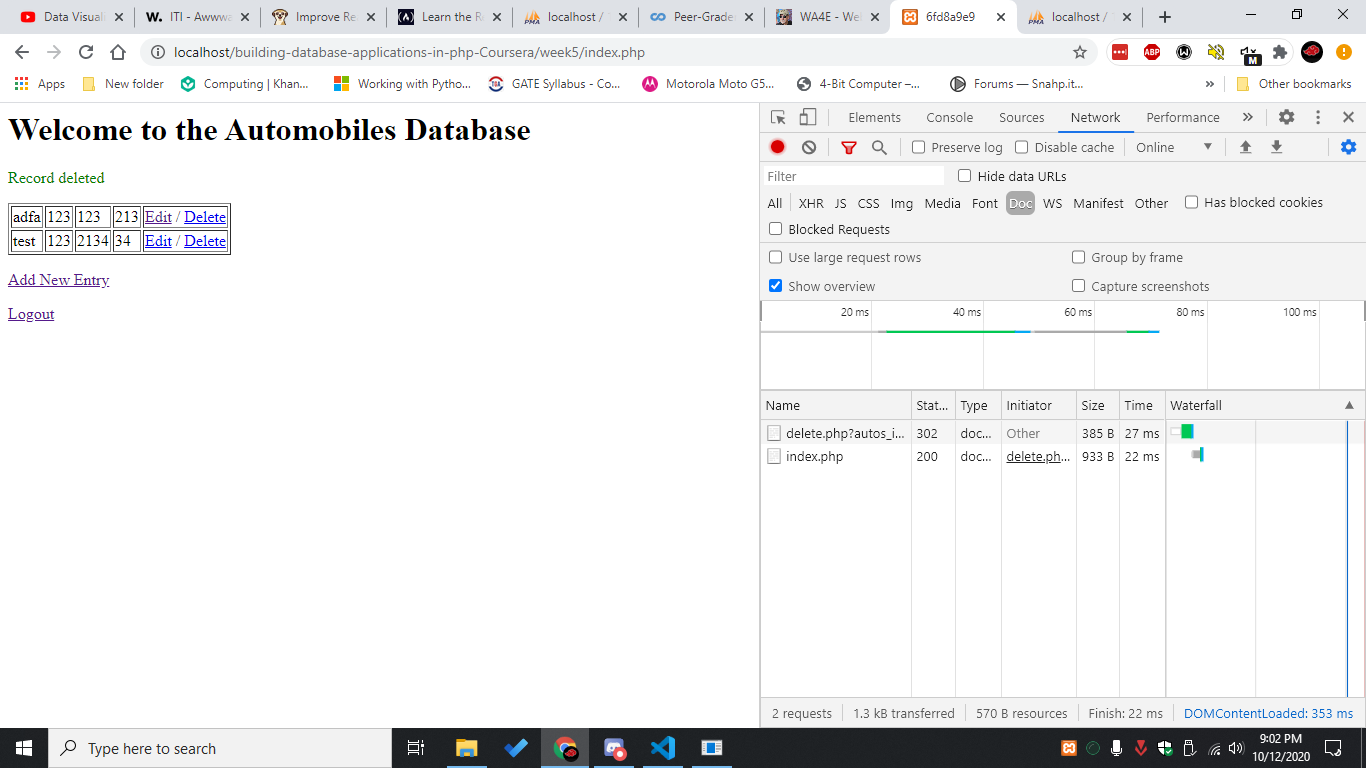 Data Visuali
ITI - Awwwa
Improve Re
Learn the R
localhost / 
Peer-Grade
WA4E - We
6fd8a9e9
localhost / 
localhost/building-database-applications-in-php-Coursera/week5/index.php
Apps
New folder
Computing | Khan...
Working with Pytho...
GATE Syllabus - Co...
Motorola Moto G5...
4-Bit Computer –...
Forums — Snahp.it...
»
Other bookmarks
Welcome to the Automobiles Database
Record deleted
adfa 123 123 213 Edit / Delete
test 123 2134 34 Edit / Delete
Add New Entry
Logout
Elements Console Sources Network Performance »
Preserve log Disable cache Online
Filter Hide data URLs
All XHR JS CSS Img Media Font Doc WS Manifest Other Has blocked cookies
Blocked Requests
Use large request rows Group by frame
Show overview Capture screenshots
20 ms 40 ms 60 ms 80 ms 100 ms
Name Stat... Type Initiator Size Time Waterfall
delete.php?autos_i... 302 doc... Other 385 B 27 ms
index.php 200 doc... delete.ph... 933 B 22 ms
2 requests 1.3 kB transferred 570 B resources Finish: 22 ms DOMContentLoaded: 353 ms
Type here to search
9:02 PM
10/12/2020